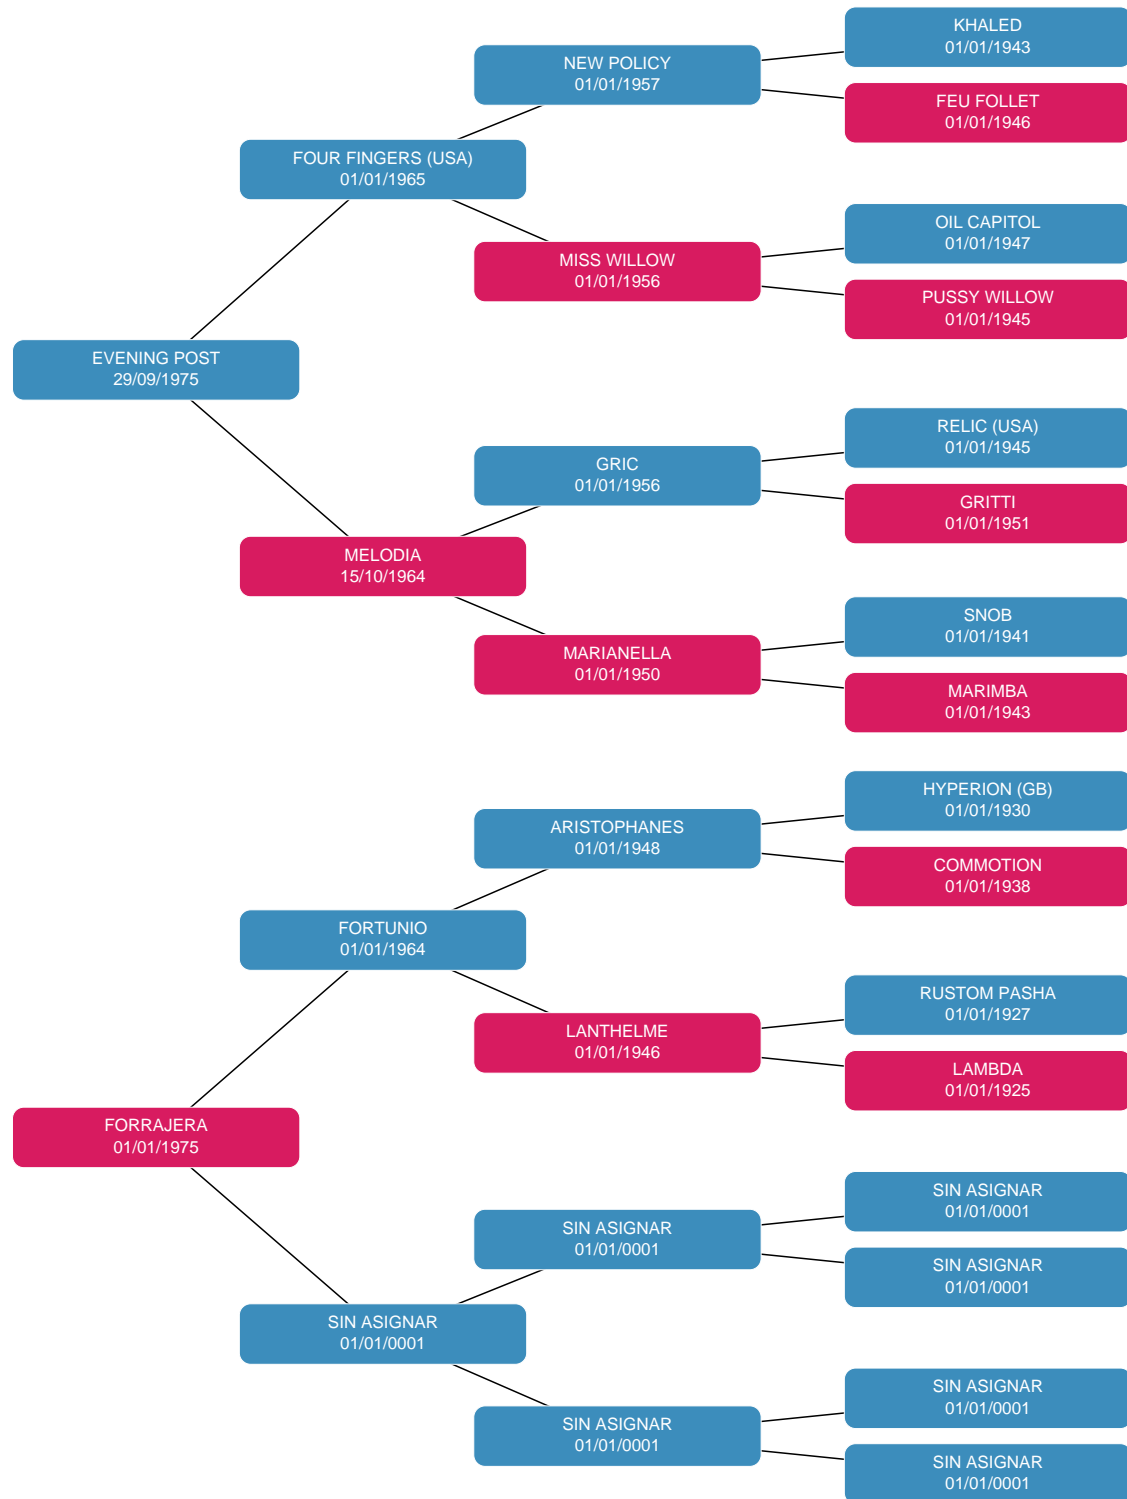 KHALED
01/01/1943
NEW POLICY
01/01/1957
FEU FOLLET
01/01/1946
FOUR FINGERS (USA)
01/01/1965
OIL CAPITOL
01/01/1947
MISS WILLOW
01/01/1956
PUSSY WILLOW
01/01/1945
EVENING POST
29/09/1975
RELIC (USA)
01/01/1945
GRIC
01/01/1956
GRITTI
01/01/1951
MELODIA
15/10/1964
SNOB
01/01/1941
MARIANELLA
01/01/1950
MARIMBA
01/01/1943
HYPERION (GB)
01/01/1930
ARISTOPHANES
01/01/1948
COMMOTION
01/01/1938
FORTUNIO
01/01/1964
RUSTOM PASHA
01/01/1927
LANTHELME
01/01/1946
LAMBDA
01/01/1925
FORRAJERA
01/01/1975
SIN ASIGNAR
01/01/0001
SIN ASIGNAR
01/01/0001
SIN ASIGNAR
01/01/0001
SIN ASIGNAR
01/01/0001
SIN ASIGNAR
01/01/0001
SIN ASIGNAR
01/01/0001
SIN ASIGNAR
01/01/0001